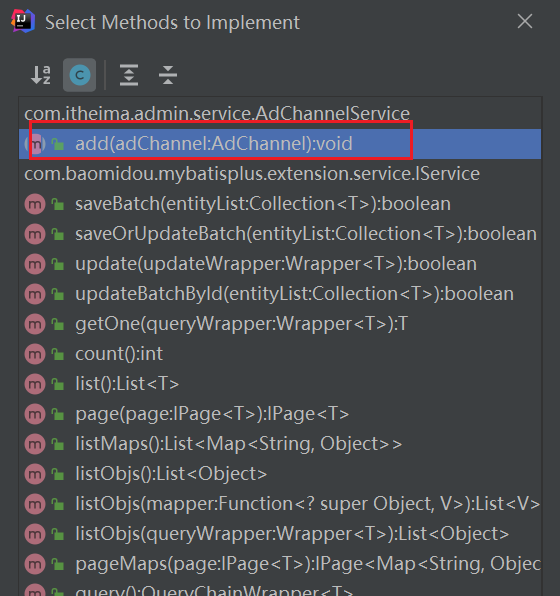 Select Methods to Implement
com.itheima.admin.service.AdChannelService
add(adChannel:AdChannel):void
com.baomidou.mybatisplus.extension.service.IService
saveBatch(entityList:Collection<T>):boolean
saveOrUpdateBatch(entityList:Collection<T>):boolean
update(updateWrapper:Wrapper<T>):boolean
updateBatchById(entityList:Collection<T>):boolean
getOne(queryWrapper:Wrapper<T>):T
count():int
list():List<T>
page(page:IPage<T>):IPage<T>
listMaps():List<Map<String, Object>>
listObjs():List<Object>
listObjs(mapper:Function<? super Object, V>):List<V>
listObjs(queryWrapper:Wrapper<T>):List<Object>
pageMaps(page:IPage<T>):IPage<Map<String, Objec
query():QueryChainWrapper<T>